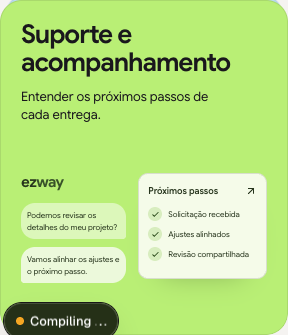 Suporte e
acompanhamento
Entender os próximos passos de
cada entrega.
ezway
Podemos revisar os
detalhes do meu projeto?
Vamos alinhar os ajustes e
o próximo passo.
Próximos passos
Solicitação recebida
Ajustes alinhados
Revisão compartilhada
Compiling ...